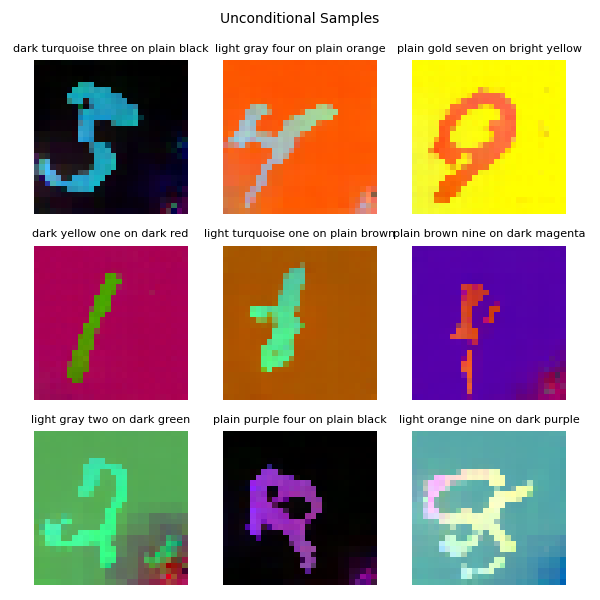 Unconditional Samples
dark turquoise three on plain black
light gray four on plain orange
plain gold seven on bright yellow
dark yellow one on dark red
light turquoise one on plain brown
plain brown nine on dark magenta
light gray two on dark green
plain purple four on plain black
light orange nine on dark purple